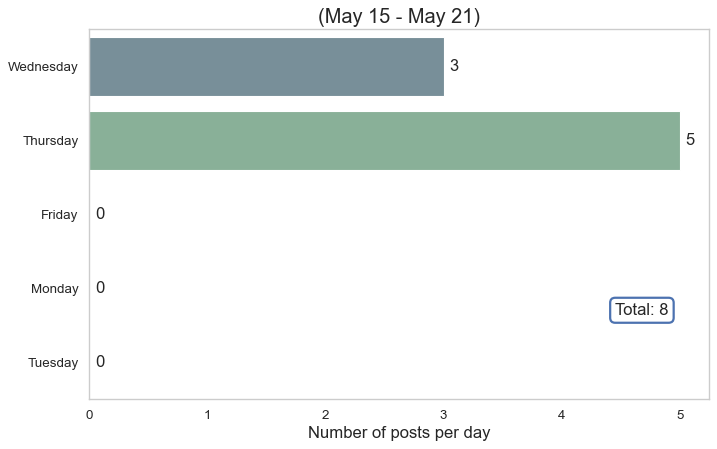 (May 15 - May 21)
Wednesday
3
Thursday
5
Friday
0
Monday
0
Total: 8
Tuesday
0
0 1 2 3 4 5
Number of posts per day